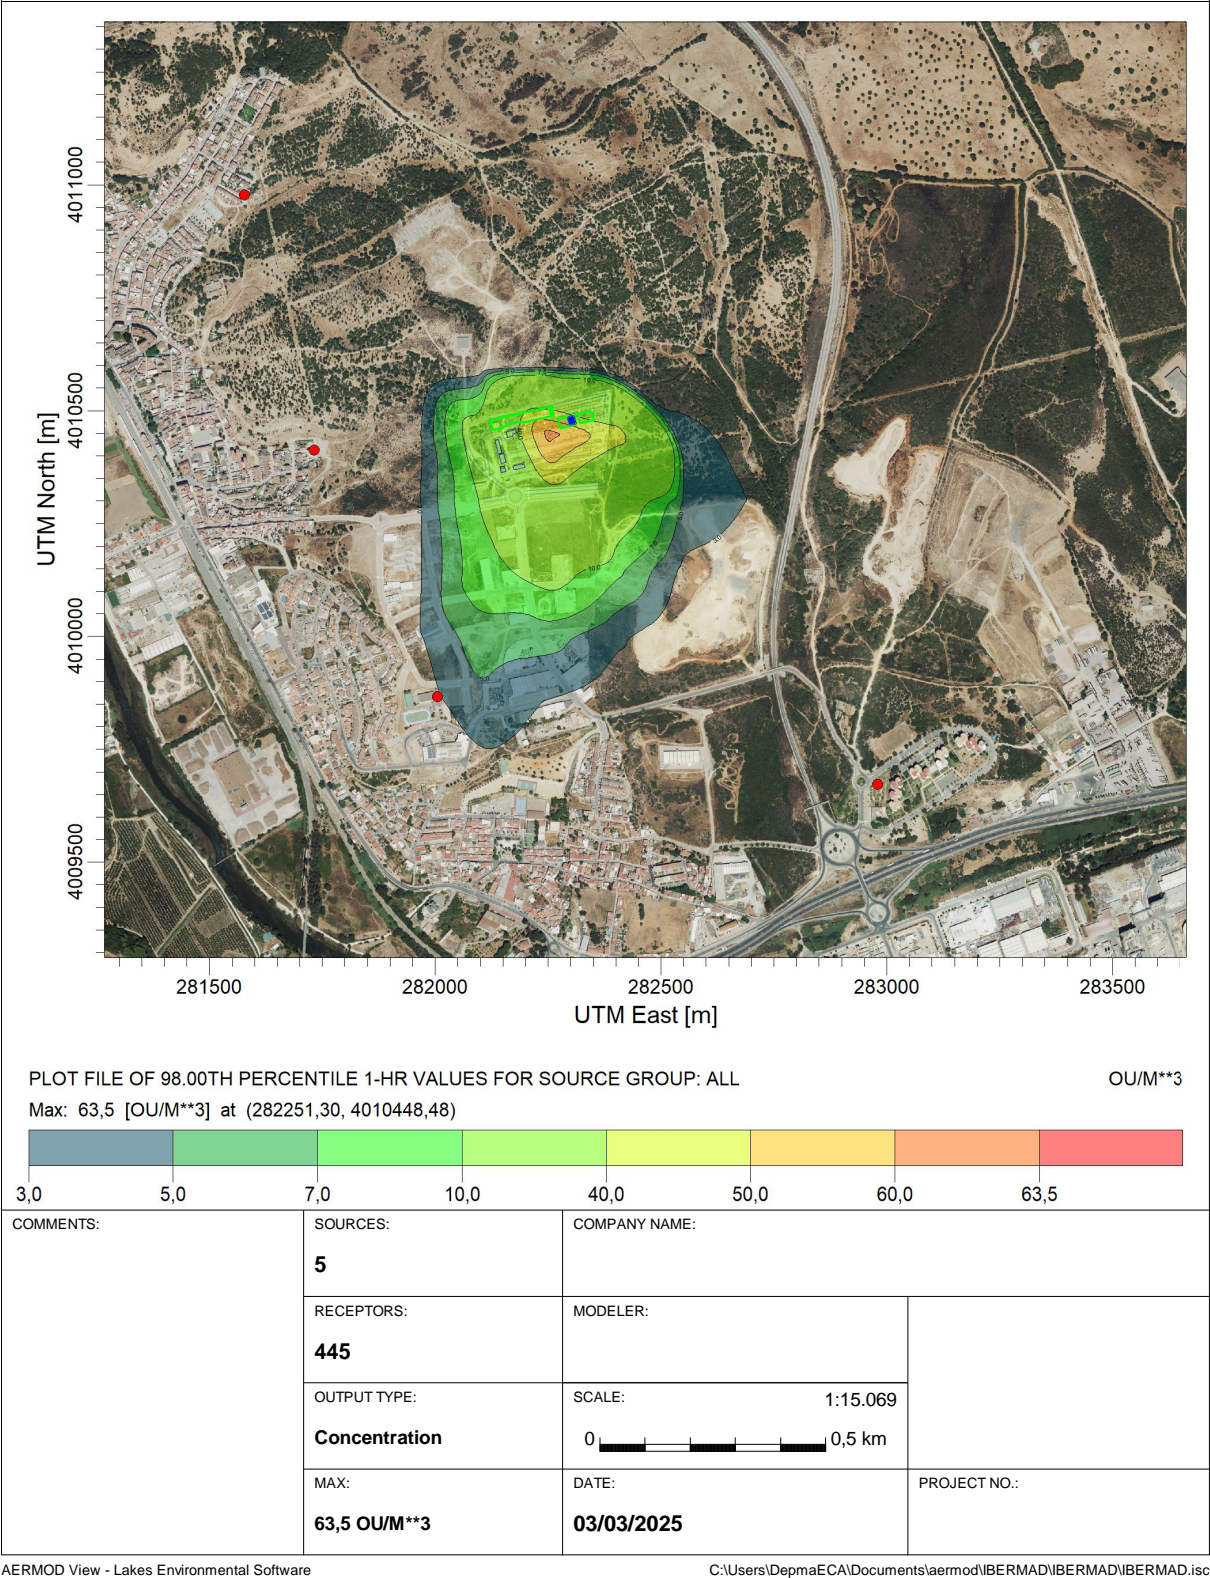 4011000
4010500
4010000
4009500
UTM North [m]
10,0
3,0
281500
282000
282500
283000
283500
UTM East [m]
PLOT FILE OF 98.00TH PERCENTILE 1-HR VALUES FOR SOURCE GROUP: ALL
OU/M**3
Max: 63,5 [OU/M**3] at (282251,30, 4010448,48)
3,0 5,0 7,0 10,0 40,0 50,0 60,0 63,5
COMMENTS:
SOURCES:
5
COMPANY NAME:
RECEPTORS:
445
MODELER:
OUTPUT TYPE:
Concentration
SCALE:
1:15.069
0 0,5 km
MAX:
63,5 OU/M**3
DATE:
03/03/2025
PROJECT NO.:
AERMOD View - Lakes Environmental Software
C:\Users\DepmaECA\Documents\aermod\IBERMAD\IBERMAD\IBERMAD.isc